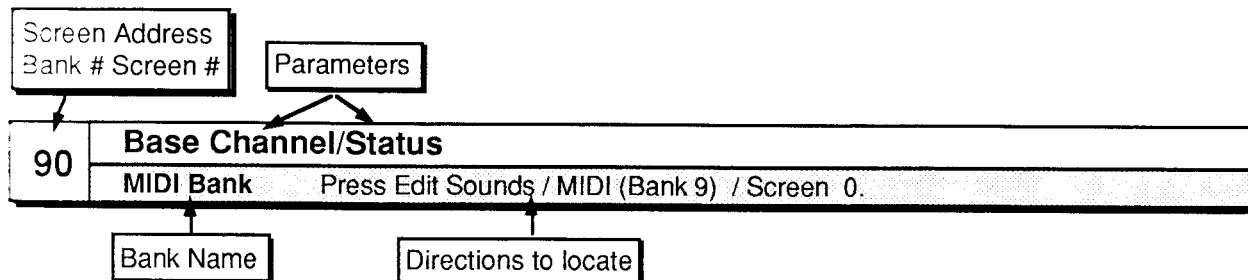 Screen Address
Bank # Screen #
Parameters
90
Base Channel/Status
MIDI Bank Press Edit Sounds / MIDI (Bank 9) / Screen 0.
Bank Name
Directions to locate